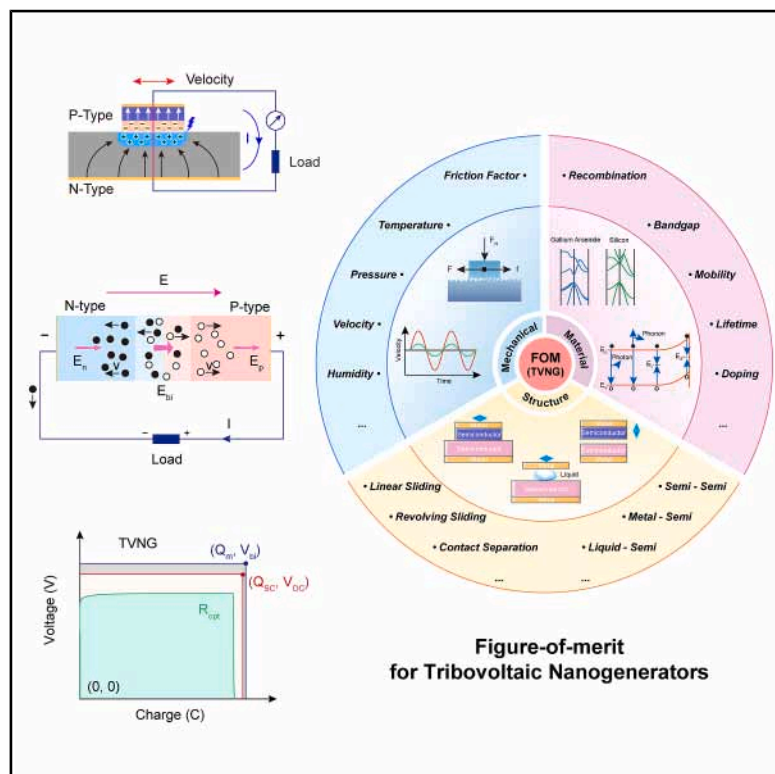 Velocity
P-Type
I
Load
N-Type
E
N-type
P-type
−
+
E_n
V
E_bi
V
E_p
− +
I
Load
TVNG
(Q_m, V_bi)
(Q_SC, V_OC)
R_opt
Voltage (V)
(0, 0)
Charge (C)
Friction Factor •
Temperature •
Pressure •
Velocity •
Humidity •
...
F_n
F
f
Velocity
Time
• Recombination
• Bandgap
• Mobility
• Lifetime
• Doping
...
Gallium Arsenide
Silicon
Phonon
Photon
Mechanical
Material
Structure
FOM
(TVNG)
Semiconductor
Liquid
Semiconductor
• Linear Sliding
• Revolving Sliding
• Contact Separation
...
• Semi - Semi
• Metal - Semi
• Liquid - Semi
...
Figure-of-merit
for Tribovoltaic Nanogenerators